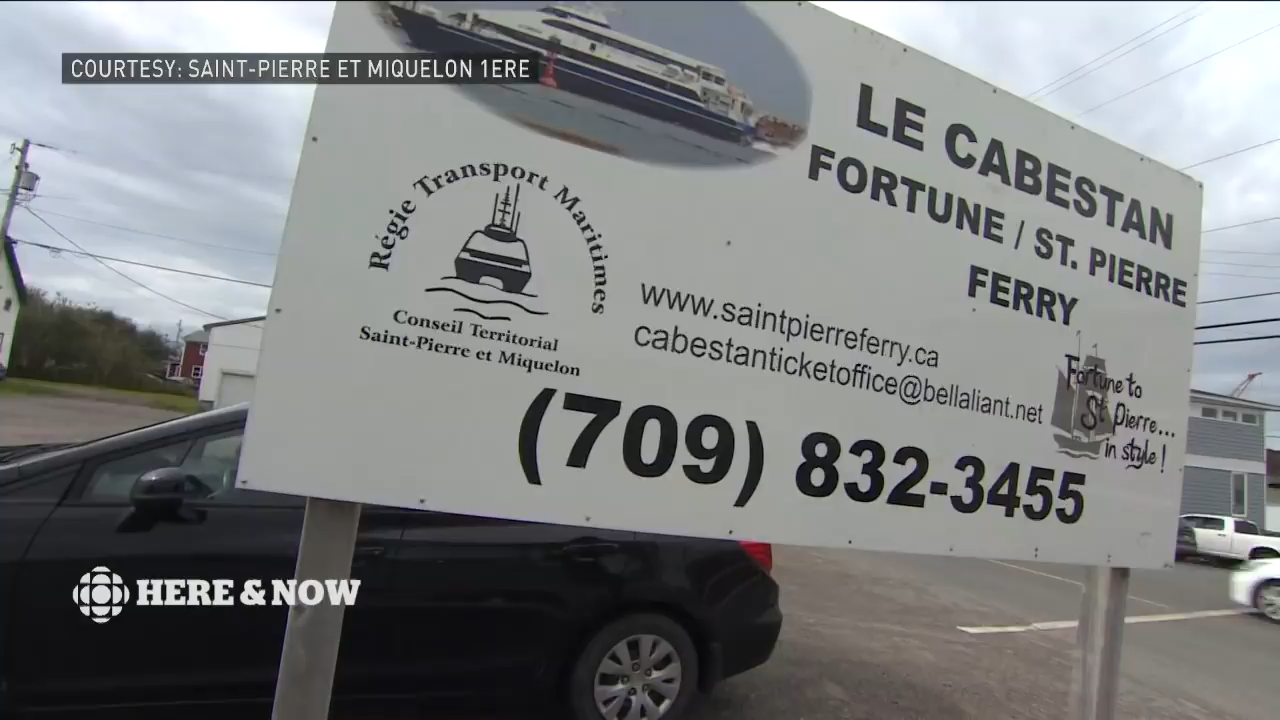 COURTESY: SAINT-PIERRE ET MIQUELON 1ERE
LE CABESTAN
FORTUNE / ST. PIERRE
FERRY
Régie Transport Maritimes
Conseil Territorial
Saint-Pierre et Miquelon
www.saintpierreferry.ca
cabestanticketoffice@bellaliant.net
Fortune to
St Pierre...
in style!
(709) 832-3455
HERE & NOW